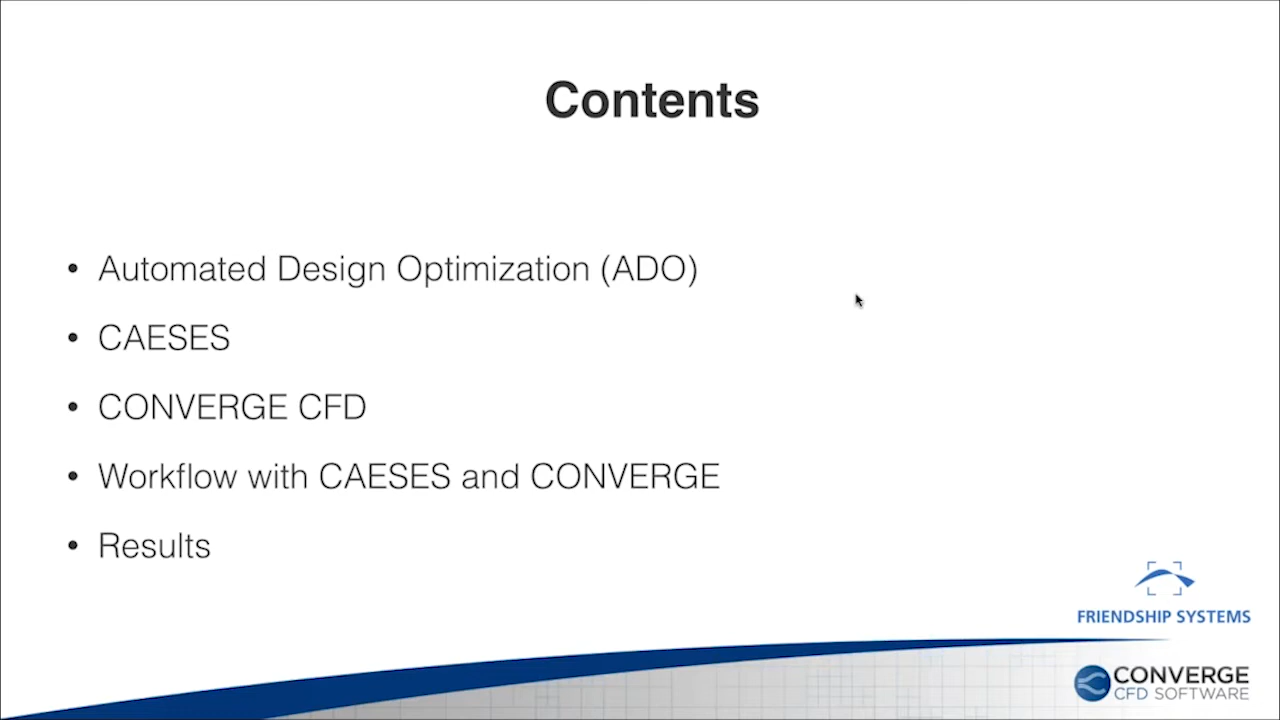 Contents
• Automated Design Optimization (ADO)
• CAESES
• CONVERGE CFD
• Workflow with CAESES and CONVERGE
• Results
FRIENDSHIP SYSTEMS
CONVERGE
CFD SOFTWARE